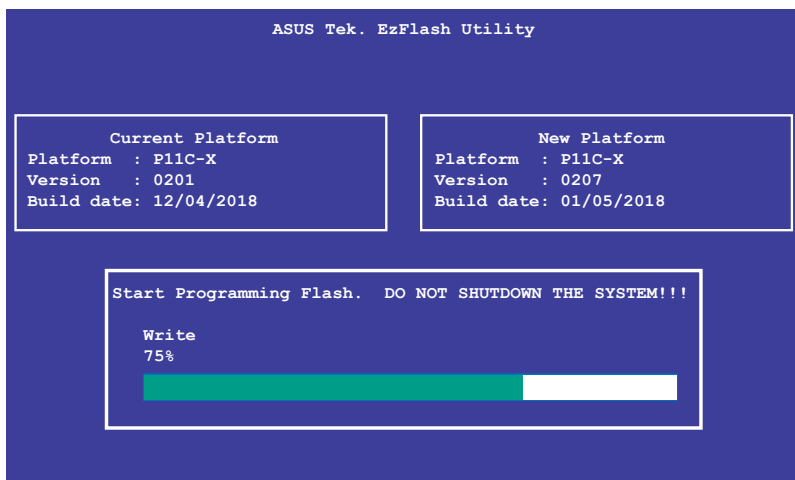 ASUS Tek. EzFlash Utility
Current Platform
Platform : P11C-X
Version : 0201
Build date: 12/04/2018
New Platform
Platform : P11C-X
Version : 0207
Build date: 01/05/2018
Start Programming Flash. DO NOT SHUTDOWN THE SYSTEM!!!
Write
75%